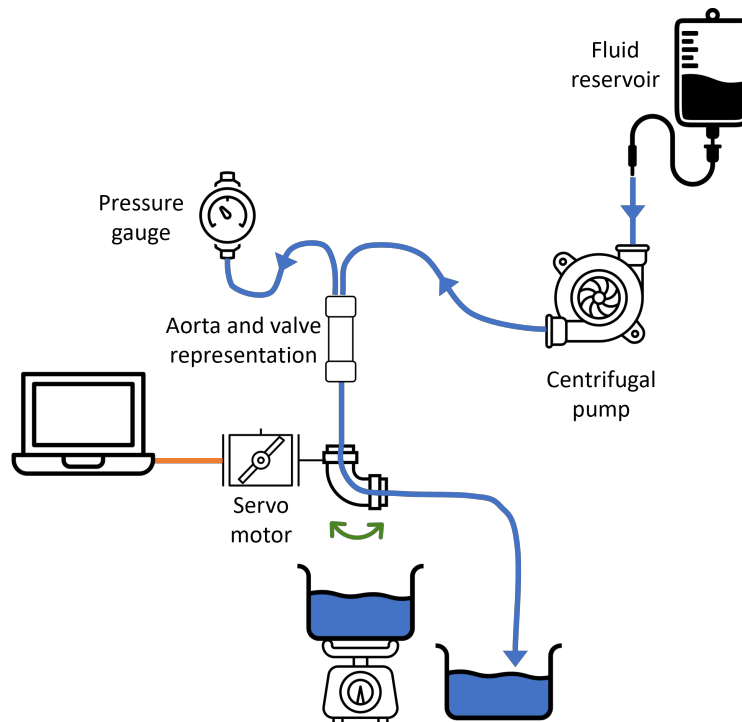 Fluid
reservoir
Pressure
gauge
Aorta and valve
representation
Centrifugal
pump
Servo
motor